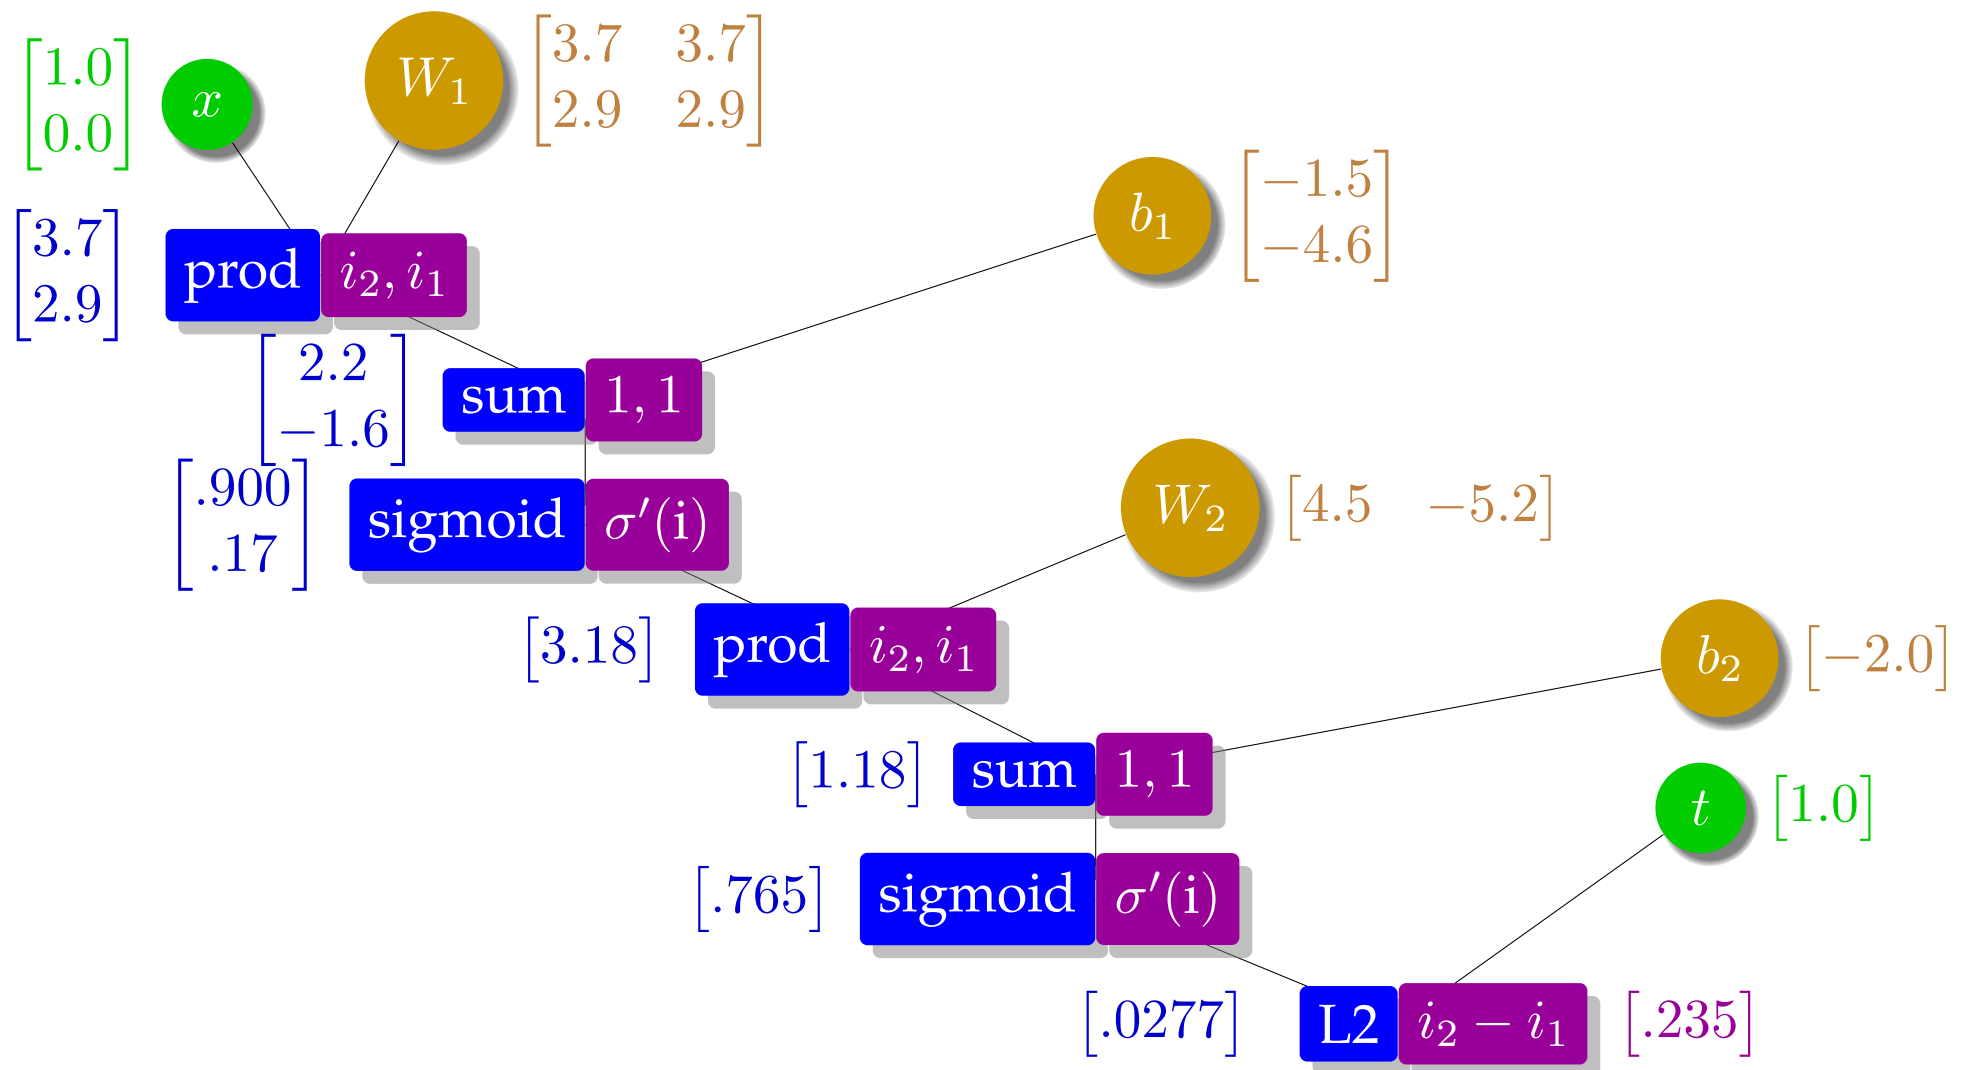 [1.0
0.0]
x
W₁
[3.7 3.7
2.9 2.9]
b₁
[−1.5
−4.6]
[3.7
2.9]
prod
i₂, i₁
[2.2
−1.6]
sum
1, 1
[.900
.17]
sigmoid
σ′(i)
W₂
[4.5 −5.2]
[3.18]
prod
i₂, i₁
b₂
[−2.0]
[1.18]
sum
1, 1
t
[1.0]
[.765]
sigmoid
σ′(i)
[.0277]
L2
i₂ − i₁
[.235]